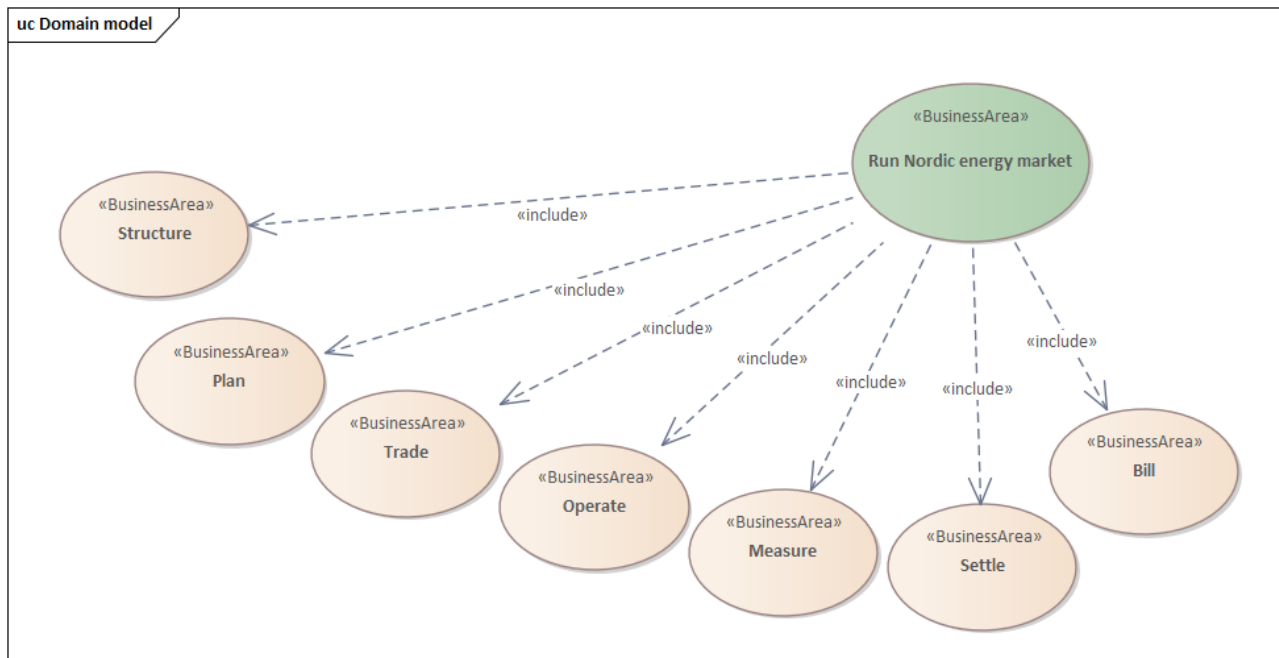 uc Domain model
«BusinessArea»
Run Nordic energy market
«BusinessArea»
Structure
«include»
«BusinessArea»
Plan
«include»
«BusinessArea»
Trade
«include»
«BusinessArea»
Operate
«include»
«BusinessArea»
Measure
«include»
«BusinessArea»
Settle
«include»
«BusinessArea»
Bill
«include»